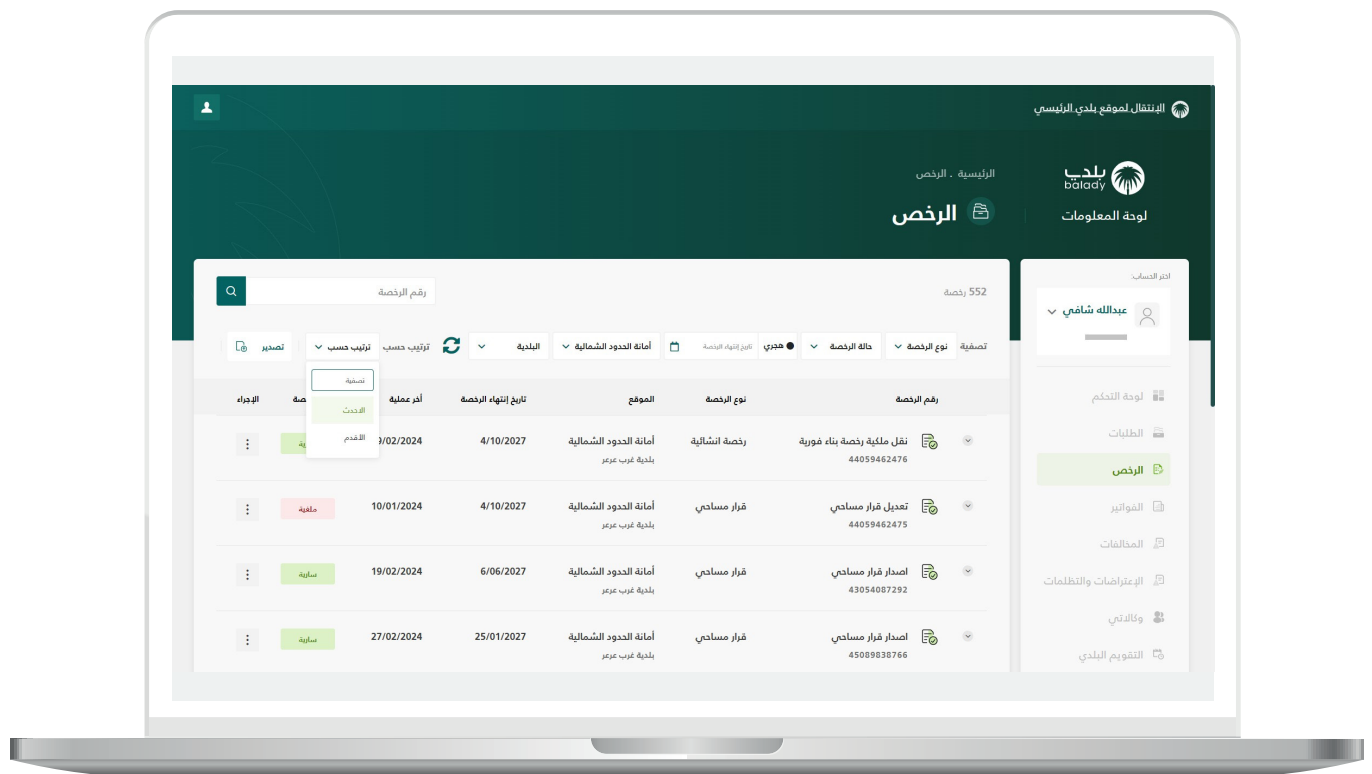 الإنتقال لموقع بلدي الرئيسي
بلدي
balady
لوحة المعلومات
الرئيسية . الرخص
الرخص
اختر الحساب:
عبدالله شافي
لوحة التحكم
الطلبات
الرخص
الفواتير
المخالفات
الإعتراضات والتظلمات
وكالاتي
التقويم البلدي
552 رخصة
رقم الرخصة
تصفية نوع الرخصة حالة الرخصة هجري تاريخ إنتهاء الرخصة أمانة الحدود الشمالية البلدية ترتيب حسب ترتيب حسب تصدير
تصفية
الاحدث
الأقدم
رقم الرخصة نوع الرخصة الموقع تاريخ إنتهاء الرخصة أخر عملية الإجراء
نقل ملكية رخصة بناء فورية رخصة انشائية أمانة الحدود الشمالية 4/10/2027 9/02/2024
44059462476 بلدية غرب عرعر
تعديل قرار مساحي قرار مساحي أمانة الحدود الشمالية 4/10/2027 10/01/2024 ملغية
44059462475 بلدية غرب عرعر
اصدار قرار مساحي قرار مساحي أمانة الحدود الشمالية 6/06/2027 19/02/2024 سارية
43054087292 بلدية غرب عرعر
اصدار قرار مساحي قرار مساحي أمانة الحدود الشمالية 25/01/2027 27/02/2024 سارية
45089838766 بلدية غرب عرعر